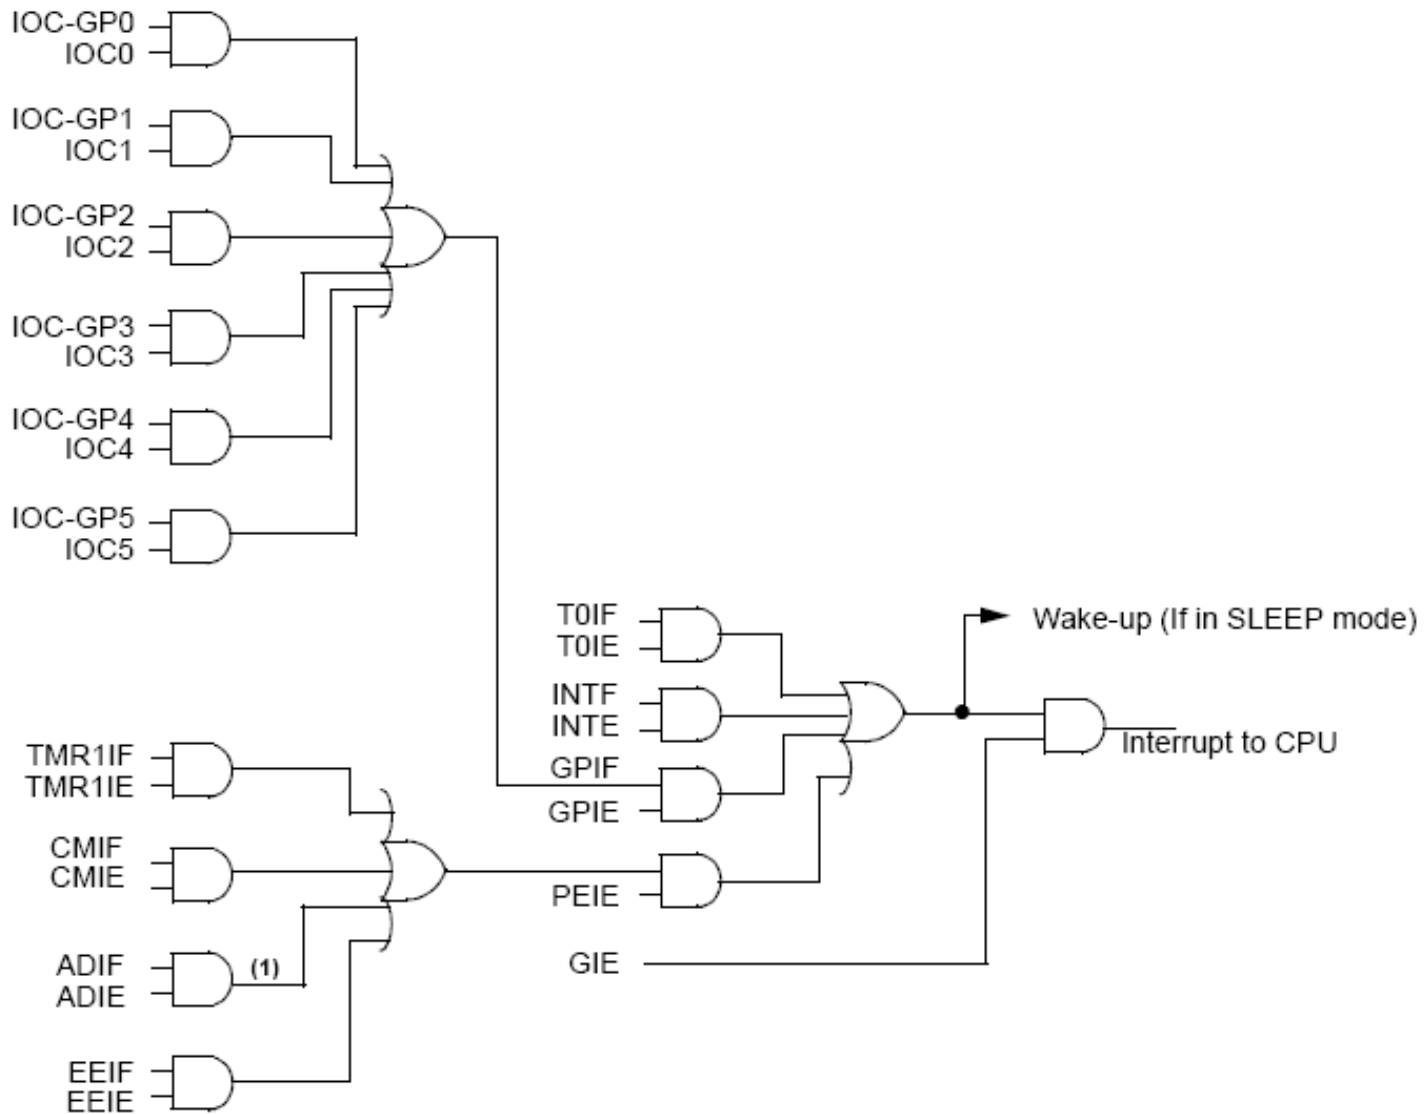 IOC-GP0
IOC0
IOC-GP1
IOC1
IOC-GP2
IOC2
IOC-GP3
IOC3
IOC-GP4
IOC4
IOC-GP5
IOC5
T0IF
T0IE
Wake-up (If in SLEEP mode)
INTF
INTE
Interrupt to CPU
GPIF
GPIE
TMR1IF
TMR1IE
CMIF
CMIE
PEIE
ADIF
ADIE
(1)
GIE
EEIF
EEIE